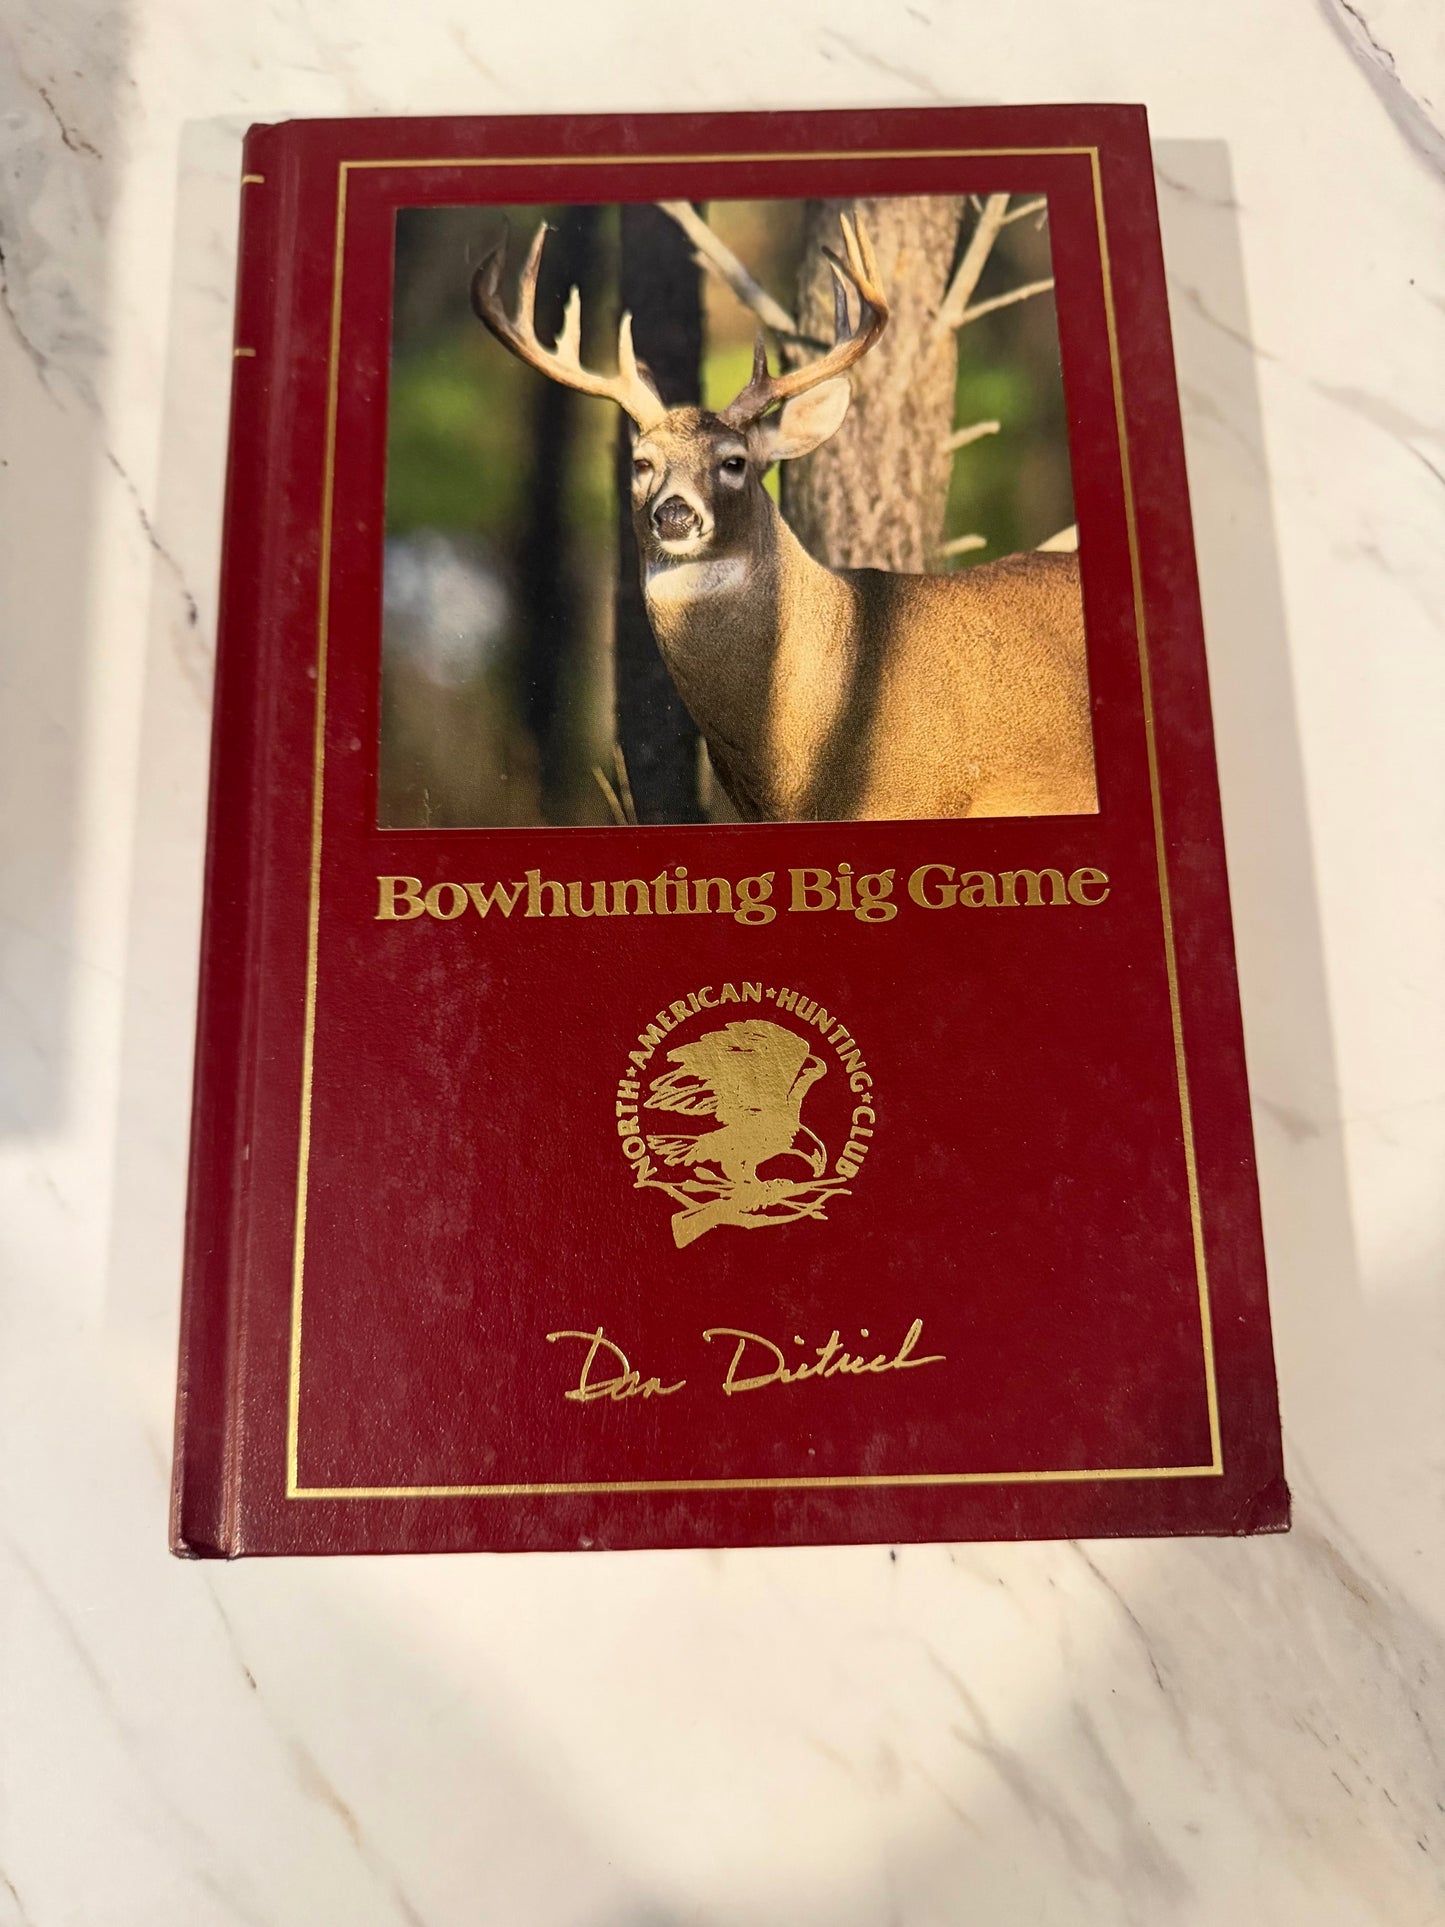 Bowhunting Big Game
NORTH★AMERICAN★HUNTING★CLUB
Dan Dietrich